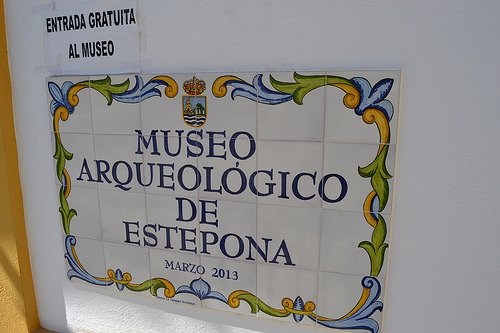 ENTRADA GRATUITA
AL MUSEO
MUSEO
ARQUEOLÓGICO
DE
ESTEPONA
MARZO 2013